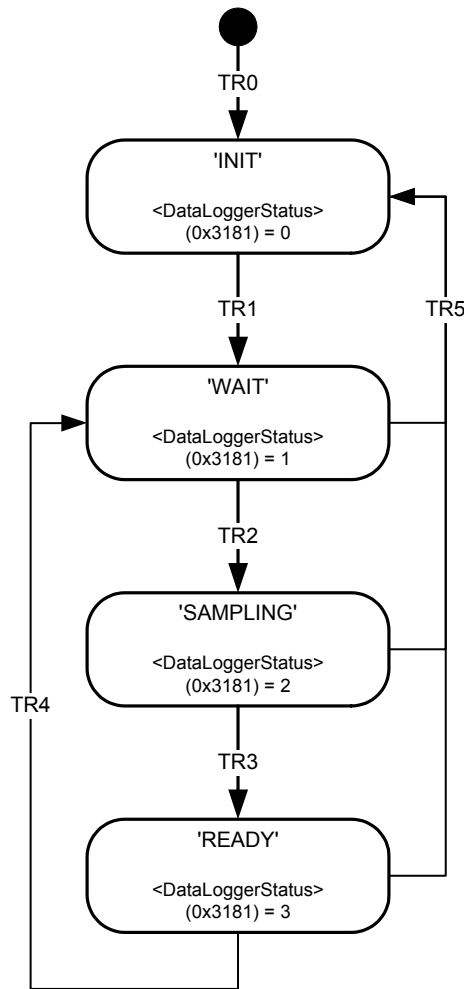 TR0
'INIT'
<DataLoggerStatus>
(0x3181) = 0
TR1
TR5
'WAIT'
<DataLoggerStatus>
(0x3181) = 1
TR2
'SAMPLING'
<DataLoggerStatus>
(0x3181) = 2
TR4
TR3
'READY'
<DataLoggerStatus>
(0x3181) = 3